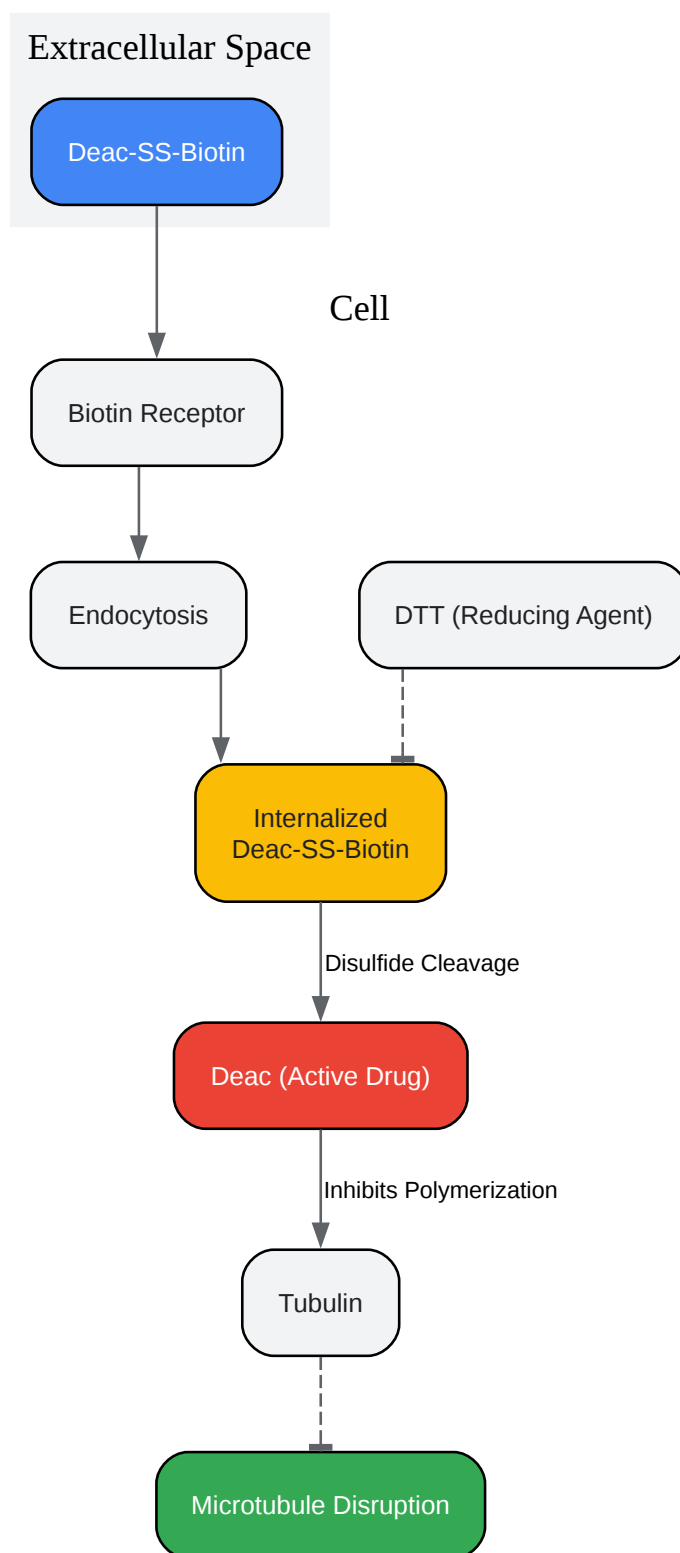 Extracellular Space
Deac-SS-Biotin
Cell
Biotin Receptor
Endocytosis
DTT (Reducing Agent)
Internalized
Deac-SS-Biotin
Disulfide Cleavage
Deac (Active Drug)
Inhibits Polymerization
Tubulin
Microtubule Disruption